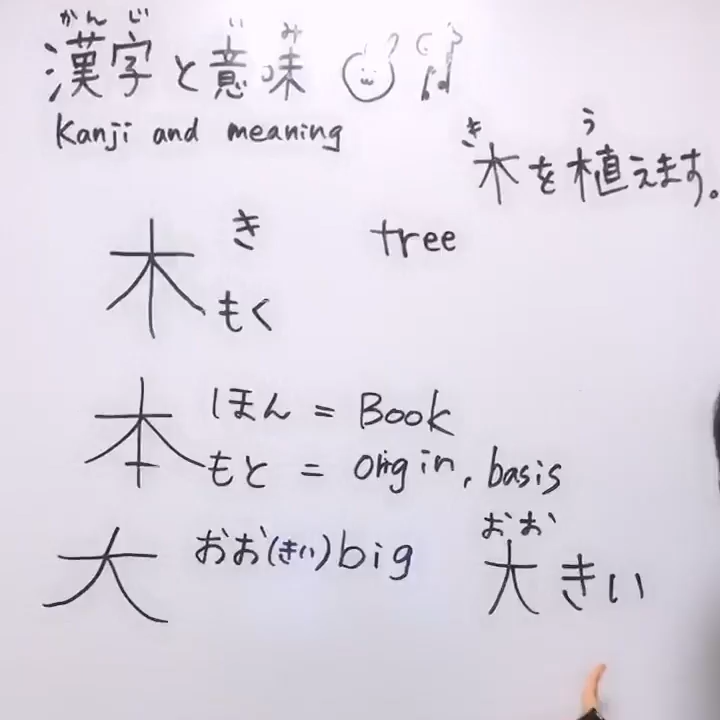 かんじ いみ
漢字と意味
Kanji and meaning
き う
木を植えます。
木 き tree
もく
本 ほん = Book
もと = origin, basis
おお
大 おお(きい) big 大きい